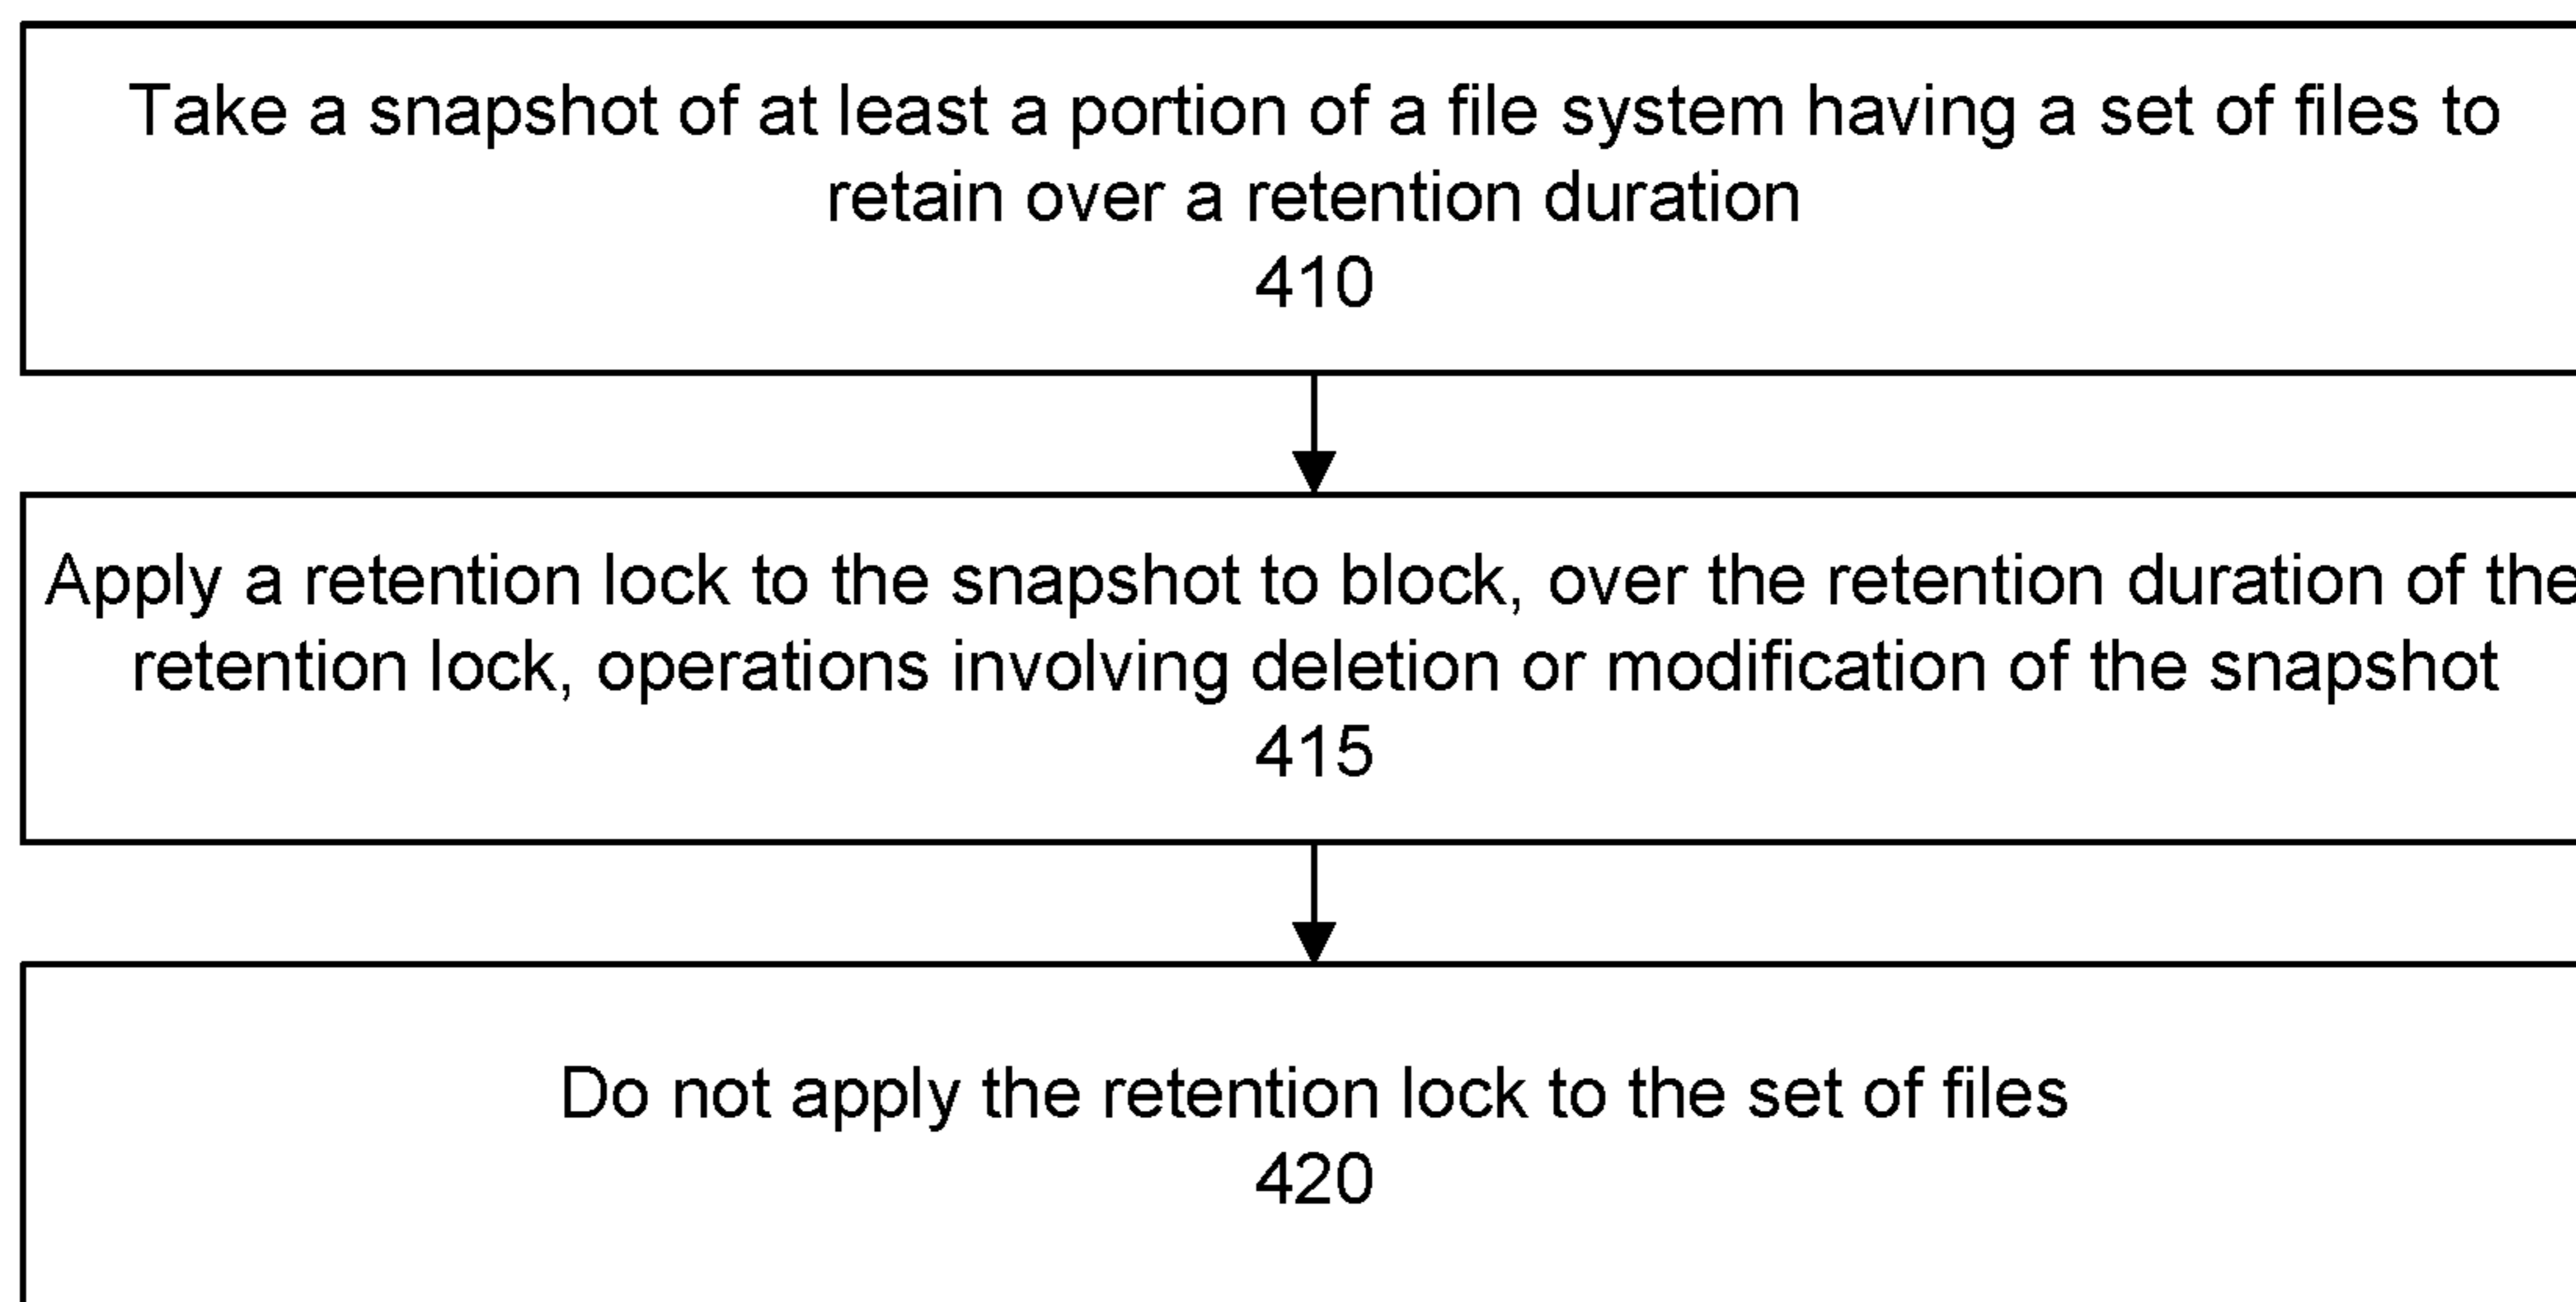 Take a snapshot of at least a portion of a file system having a set of files to
retain over a retention duration
410
Apply a retention lock to the snapshot to block, over the retention duration of the
retention lock, operations involving deletion or modification of the snapshot
415
Do not apply the retention lock to the set of files
420